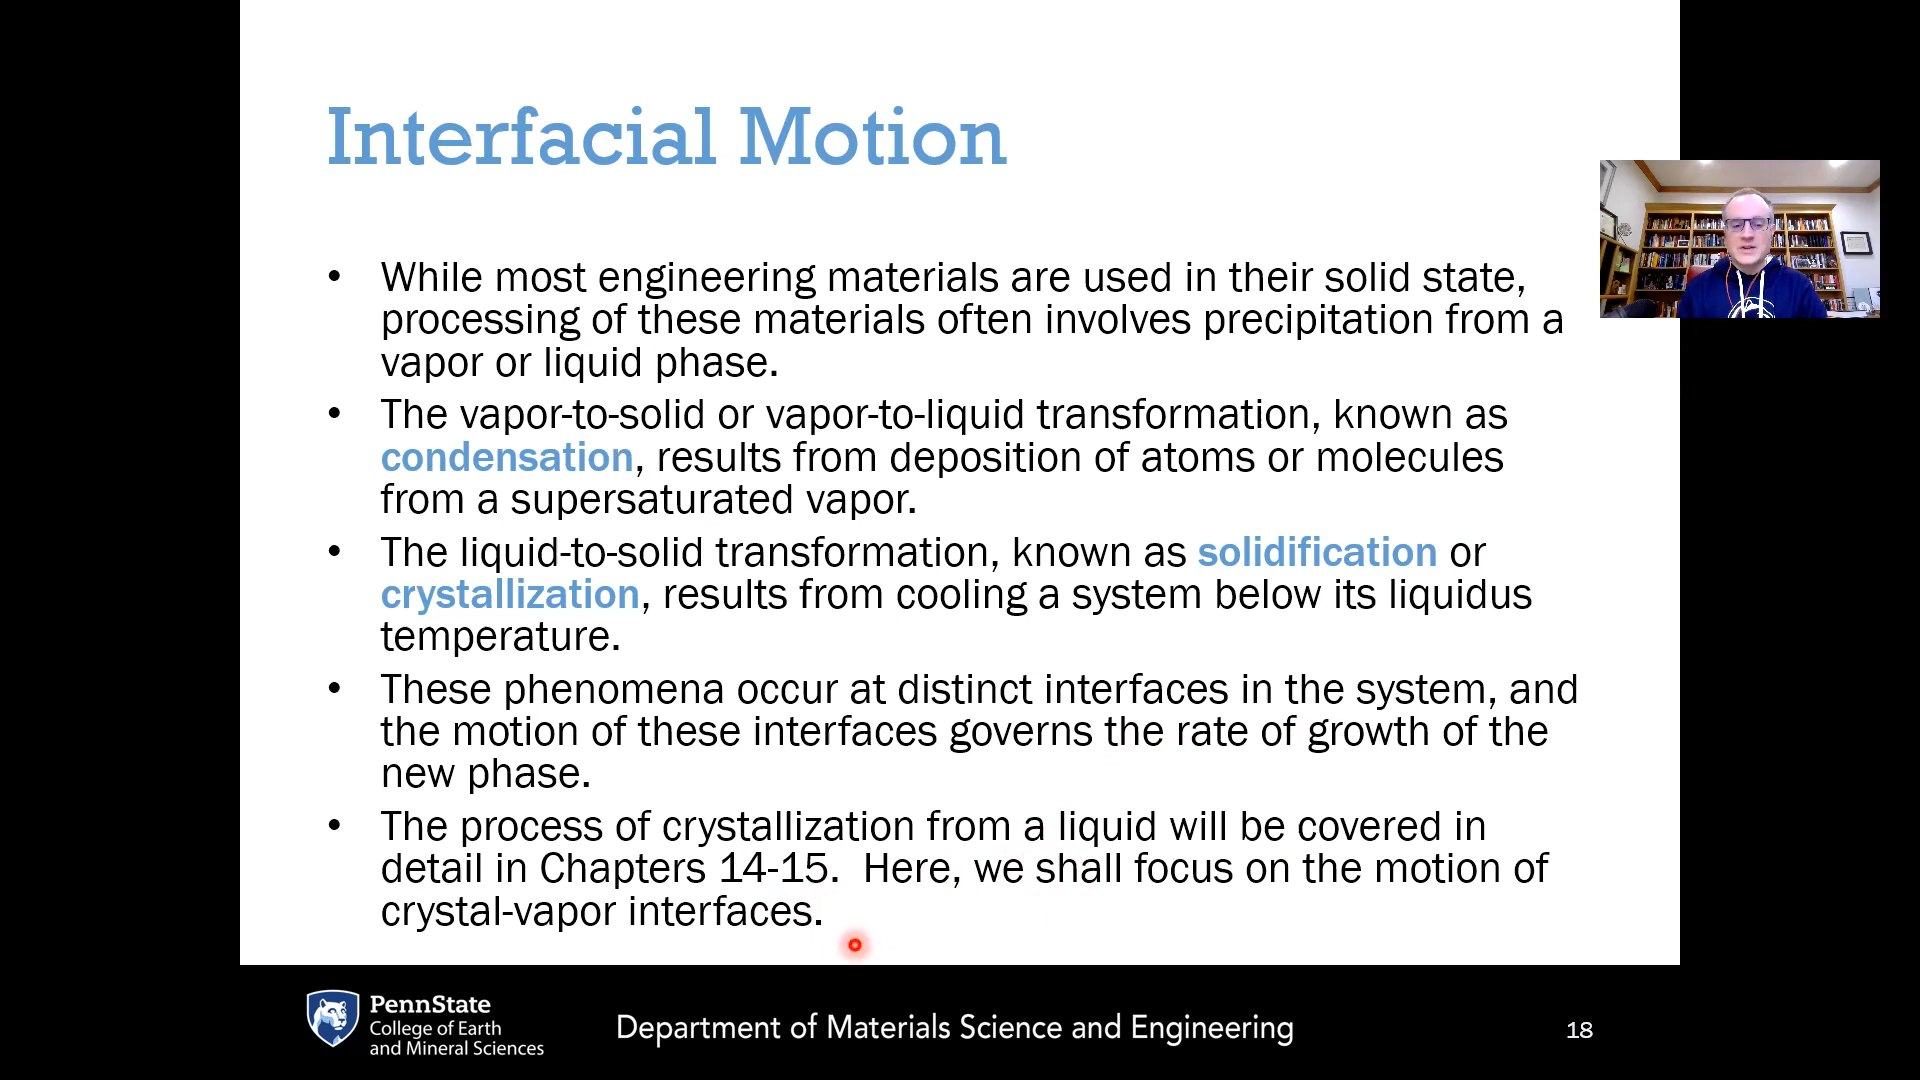 Interfacial Motion
• While most engineering materials are used in their solid state,
processing of these materials often involves precipitation from a
vapor or liquid phase.
• The vapor-to-solid or vapor-to-liquid transformation, known as
condensation, results from deposition of atoms or molecules
from a supersaturated vapor.
• The liquid-to-solid transformation, known as solidification or
crystallization, results from cooling a system below its liquidus
temperature.
• These phenomena occur at distinct interfaces in the system, and
the motion of these interfaces governs the rate of growth of the
new phase.
• The process of crystallization from a liquid will be covered in
detail in Chapters 14-15.  Here, we shall focus on the motion of
crystal-vapor interfaces.
PennState
College of Earth
and Mineral Sciences
Department of Materials Science and Engineering
18